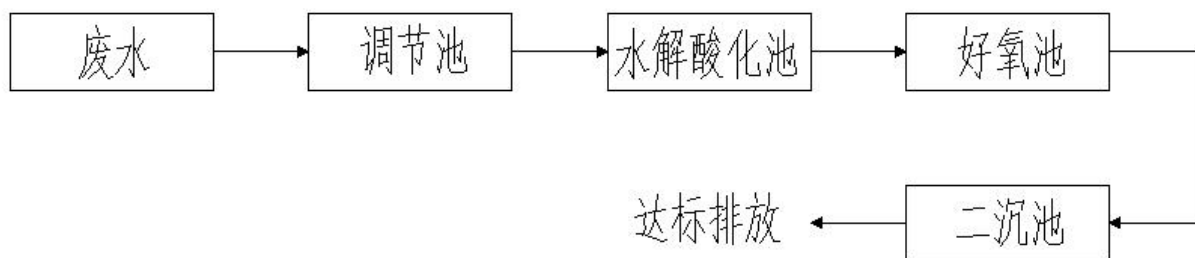 废水
调节池
水解酸化池
好氧池
二沉池
达标排放